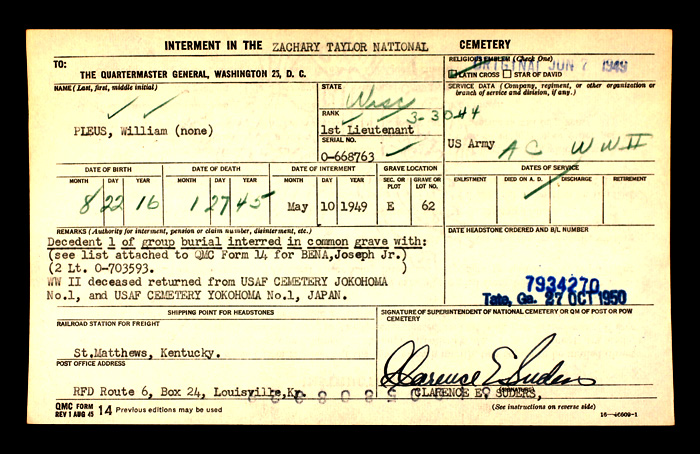 INTERMENT IN THE ZACHARY TAYLOR NATIONAL CEMETERY
TO:
THE QUARTERMASTER GENERAL, WASHINGTON 25, D. C.
RELIGIOUS EMBLEM (Check One)
ORIGINAL JUN 7 1949
LATIN CROSS STAR OF DAVID
NAME (Last, first, middle initial)
PLEUS, William (none)
STATE
Wisc
RANK
3-3044
1st Lieutenant
SERIAL NO.
O-668763
SERVICE DATA (Company, regiment, or other organization or
branch of service and division, if any.)
US Army AC WW II
DATE OF BIRTH
MONTH DAY YEAR
8 22 16
DATE OF DEATH
MONTH DAY YEAR
1 27 45
DATE OF INTERMENT
MONTH DAY YEAR
May 10 1949
GRAVE LOCATION
SEC. OR PLOT GRAVE OR LOT NO.
E 62
DATES OF SERVICE
ENLISTMENT DIED ON A. D. DISCHARGE RETIREMENT
REMARKS (Authority for interment, pension or claim number, disinterment, etc.)
Decedent 1 of group burial interred in common grave with:
(see list attached to QMC Form 14 for BENA,Joseph Jr.)
(2 Lt. O-703593. )
WW II deceased returned from USAF CEMETERY JOKOHOMA
No.1, and USAF CEMETERY YOKOHOMA No.1, JAPAN.
DATE HEADSTONE ORDERED AND B/L NUMBER
7934270
Tate, Ga. 27 OCT 1950
SHIPPING POINT FOR HEADSTONES
RAILROAD STATION FOR FREIGHT
St.Matthews, Kentucky.
POST OFFICE ADDRESS
RFD Route 6, Box 24, Louisville,Ky.
SIGNATURE OF SUPERINTENDENT OF NATIONAL CEMETERY OR QM OF POST OR POW
CEMETERY
Clarence E Suders
(SIGNATURE)
CLARENCE E. SUDERS,
QMC FORM
REV 1 AUG 45 14 Previous editions may be used
(See instructions on reverse side)
16—46609-1